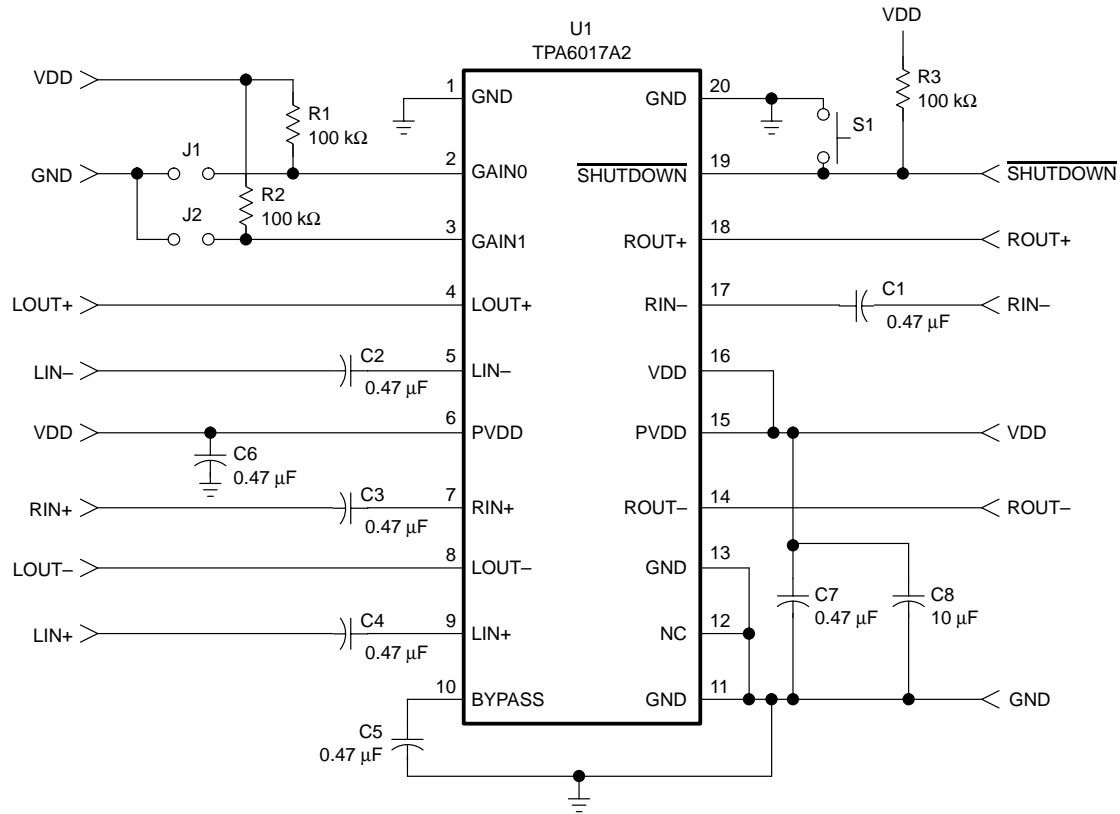 U1
TPA6017A2
VDD
VDD
1
GND
GND
20
R1
100 kΩ
R3
100 kΩ
S1
J1
GND
2
GAIN0
SHUTDOWN
19
SHUTDOWN
R2
100 kΩ
J2
3
GAIN1
ROUT+
18
ROUT+
LOUT+
4
LOUT+
RIN–
17
C1
0.47 µF
RIN–
LIN–
C2
0.47 µF
5
LIN–
VDD
16
VDD
6
PVDD
PVDD
15
VDD
C6
0.47 µF
RIN+
C3
0.47 µF
7
RIN+
ROUT–
14
ROUT–
LOUT–
8
LOUT–
GND
13
C7
0.47 µF
C8
10 µF
LIN+
C4
0.47 µF
9
LIN+
NC
12
10
BYPASS
GND
11
GND
C5
0.47 µF